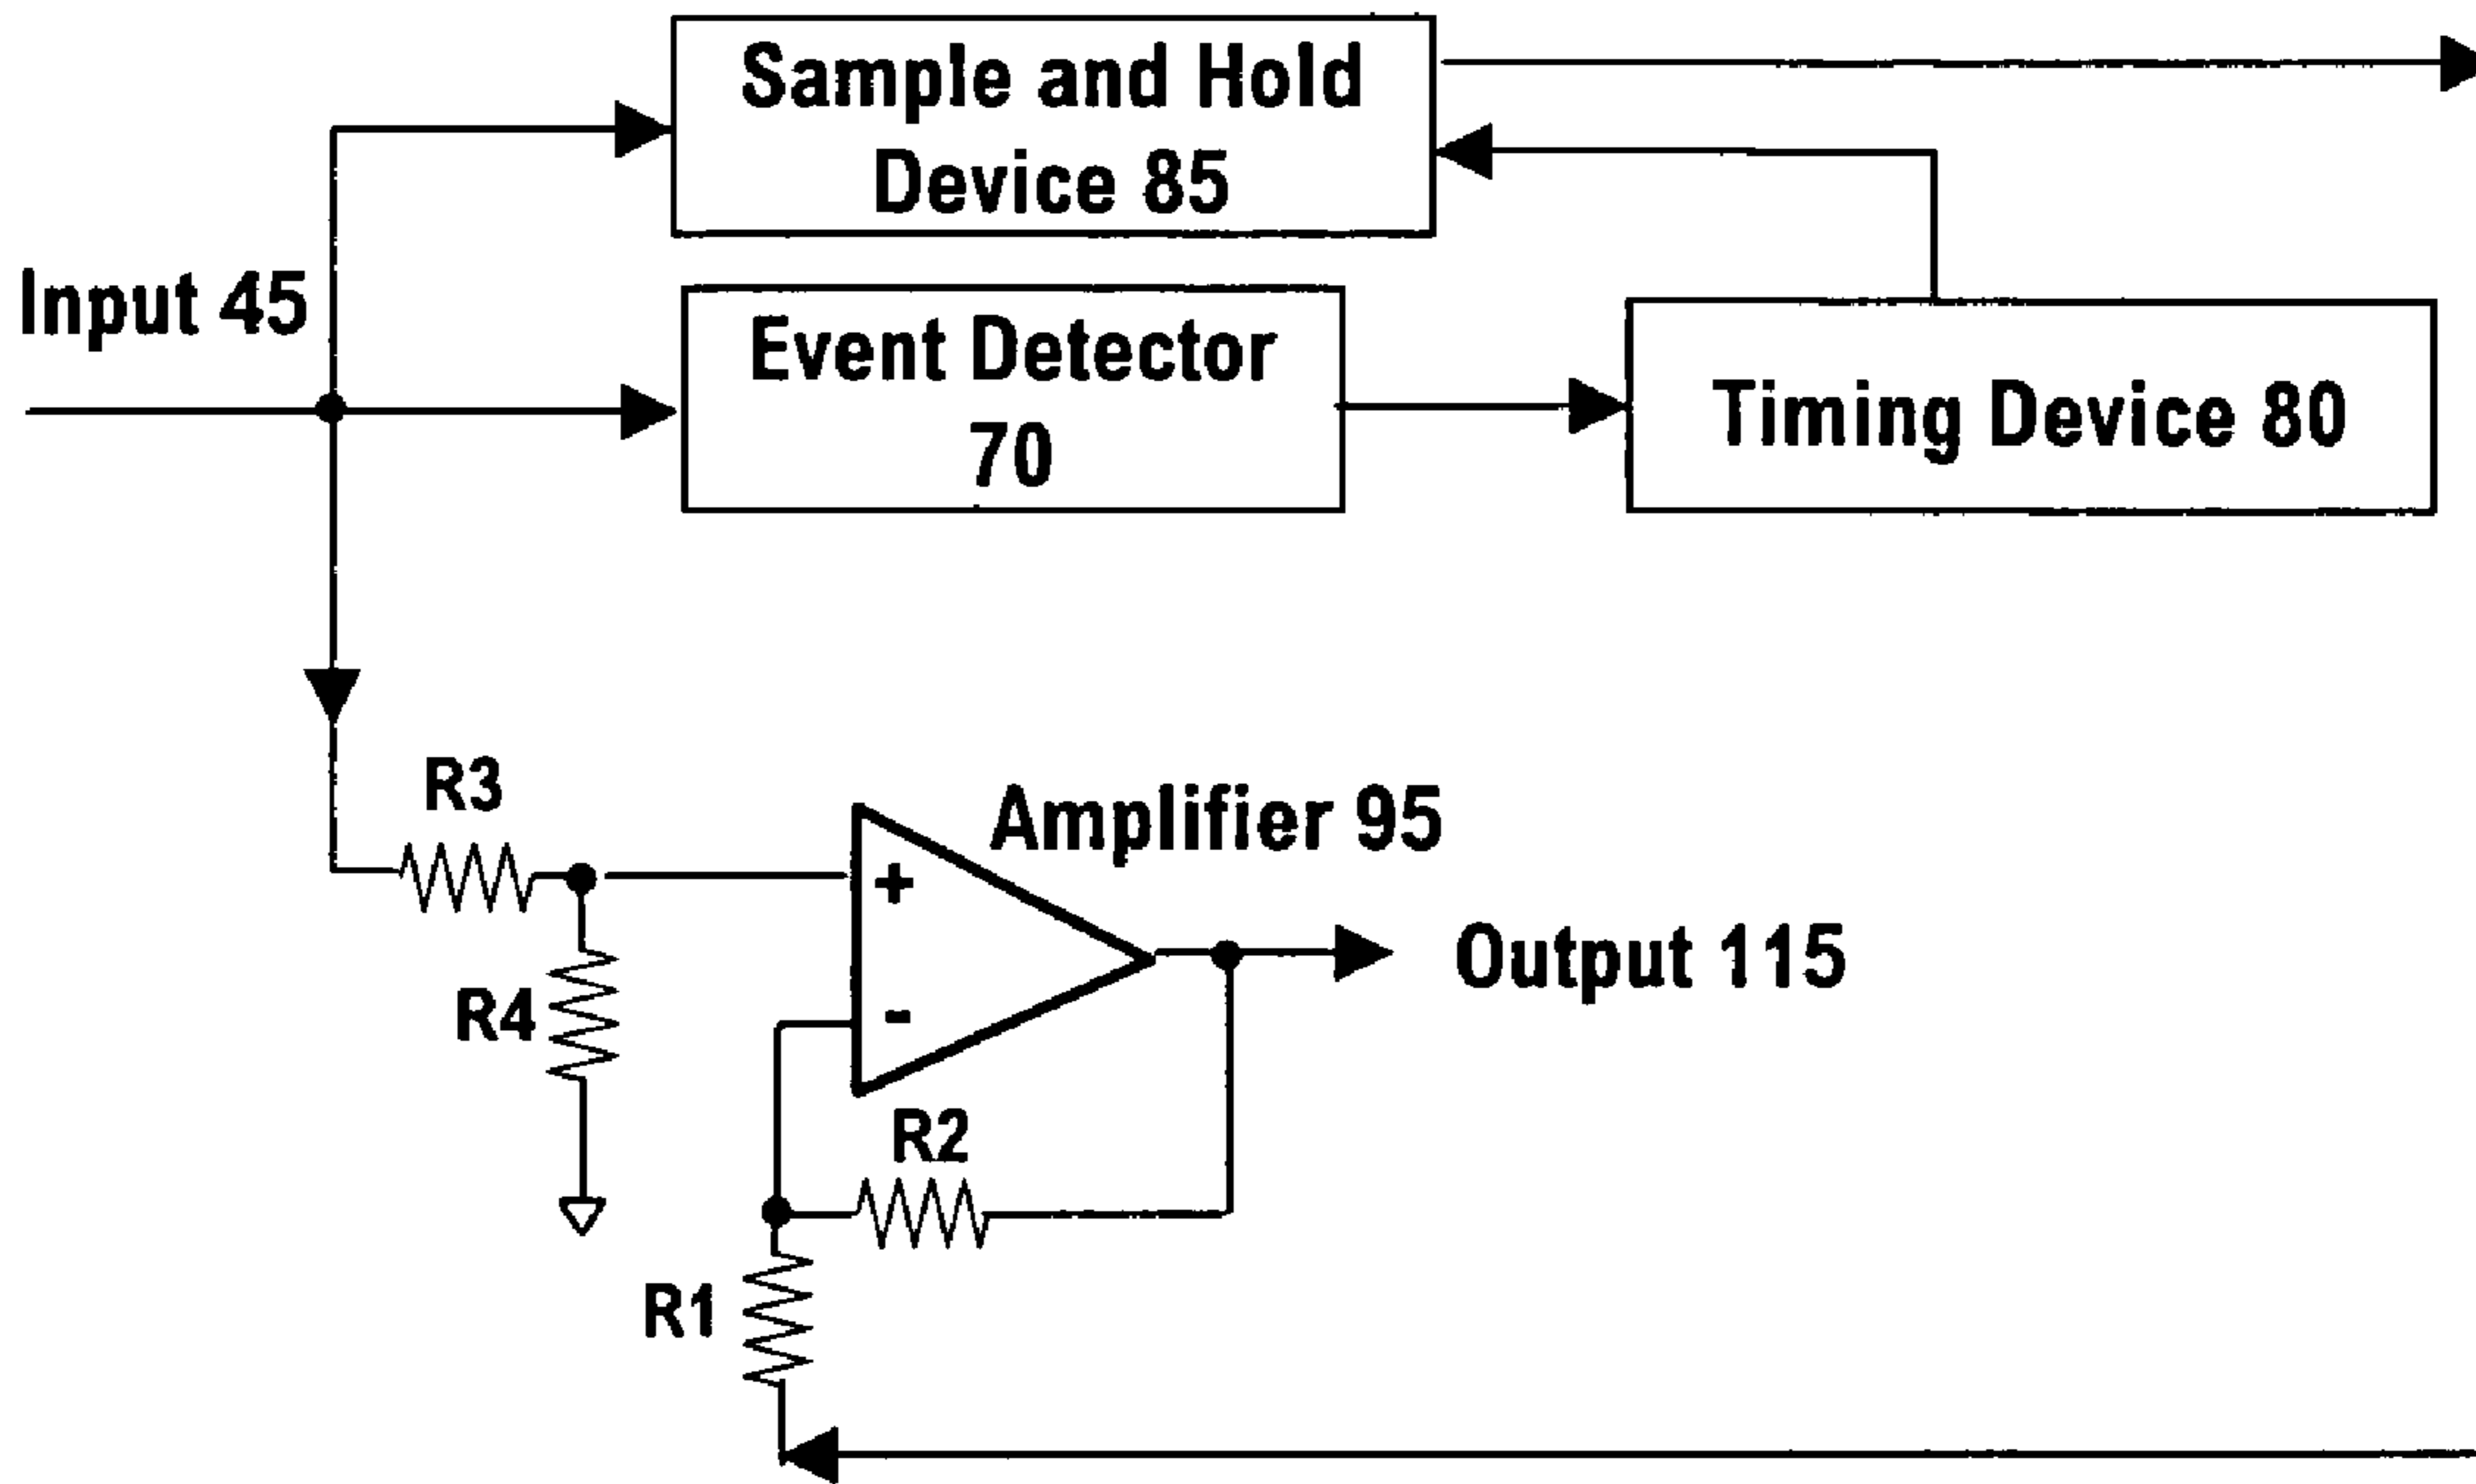 Sample and Hold
Device 85
Input 45
Event Detector
70
Timing Device 80
R3
Amplifier 95
+
Output 115
R4
-
R2
R1